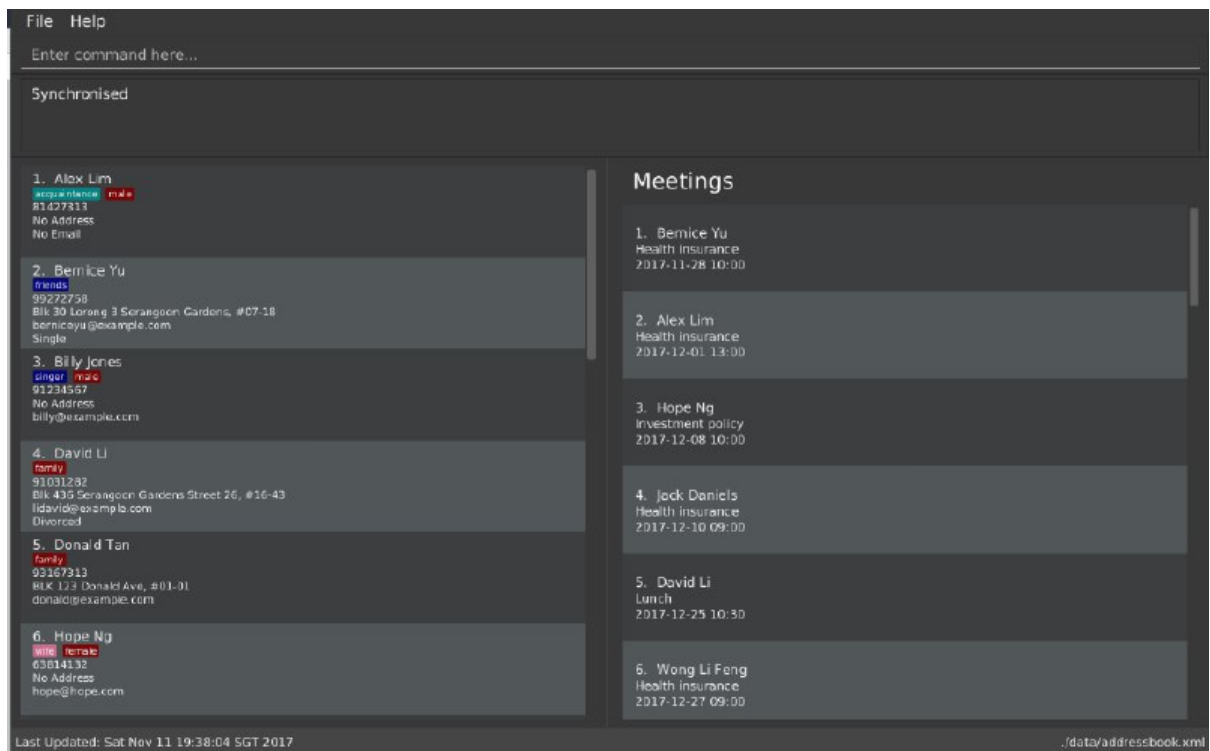 File Help
Enter command here...
Synchronised
1. Alex Lim
acquaintance male
81427313
No Address
No Email
2. Bernice Yu
friends
99272758
Blk 30 Lorong 3 Serangoon Gardens, #07-18
berniceyu@example.com
Single
3. Billy Jones
singer male
91234567
No Address
billy@example.com
4. David Li
family
91031282
Blk 436 Serangoon Gardens Street 26, #16-43
lidavid@example.com
Divorced
5. Donald Tan
family
93167313
BLK 123 Donald Ave, #01-01
donald@example.com
6. Hope Ng
wife female
63814132
No Address
hope@hope.com
Meetings
1. Bernice Yu
Health insurance
2017-11-28 10:00
2. Alex Lim
Health insurance
2017-12-01 13:00
3. Hope Ng
Investment policy
2017-12-08 10:00
4. Jack Daniels
Health insurance
2017-12-10 09:00
5. David Li
Lunch
2017-12-25 10:30
6. Wong Li Feng
Health insurance
2017-12-27 09:00
Last Updated: Sat Nov 11 19:38:04 SGT 2017
./data/addressbook.xml